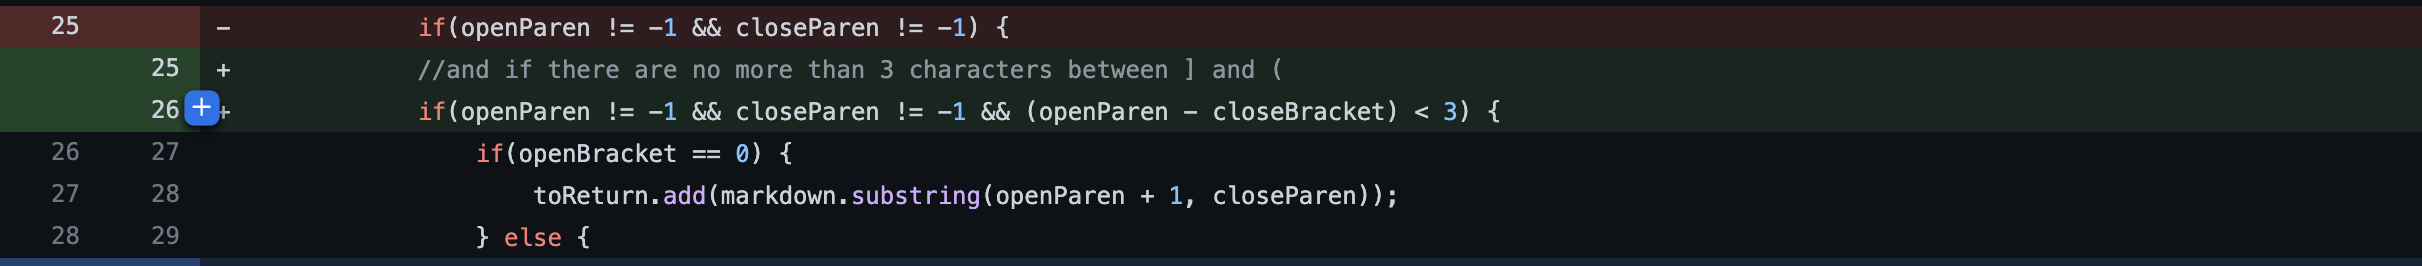 25 - if(openParen != -1 && closeParen != -1) {
25 + //and if there are no more than 3 characters between ] and (
26 + if(openParen != -1 && closeParen != -1 && (openParen - closeBracket) < 3) {
26 27 if(openBracket == 0) {
27 28 toReturn.add(markdown.substring(openParen + 1, closeParen));
28 29 } else {